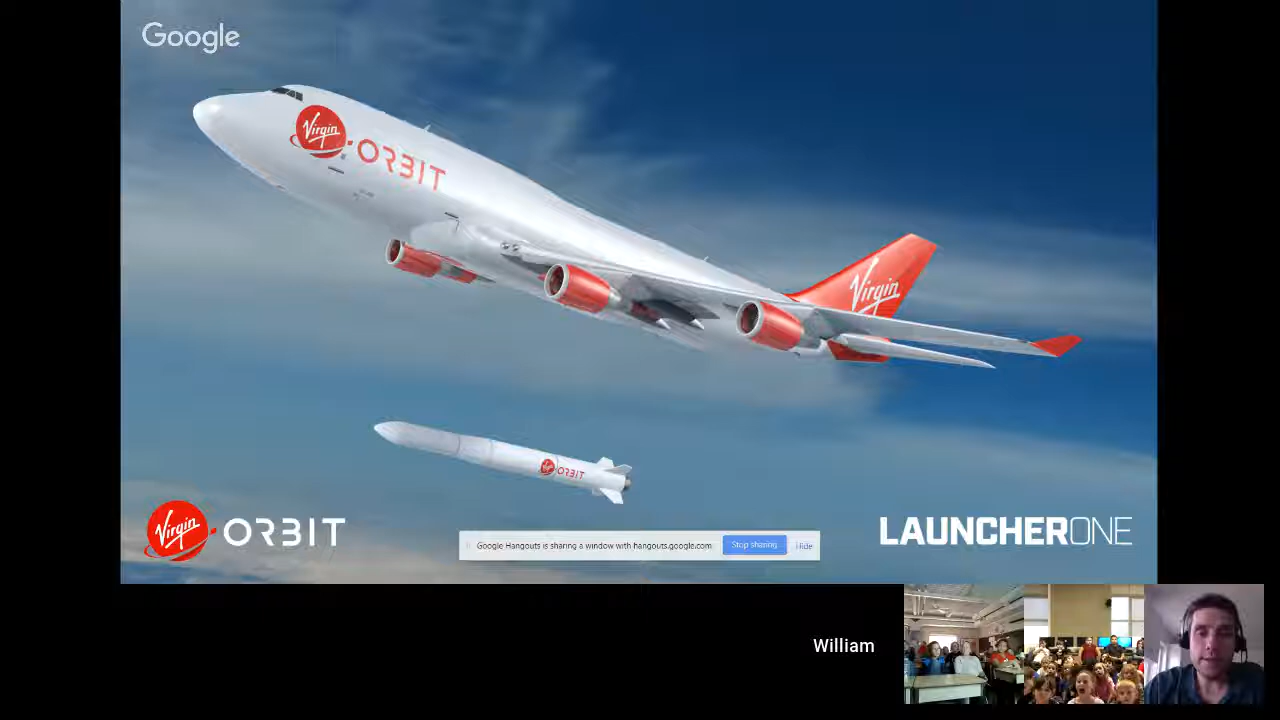 Google
Virgin
ORBIT
Virgin
Virgin ORBIT
Virgin
ORBIT
LAUNCHERONE
Google Hangouts is sharing a window with hangouts.google.com
Stop sharing
Hide
William